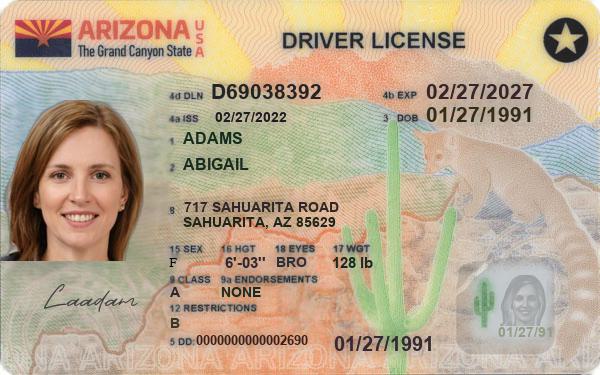 ARIZONA USA
The Grand Canyon State
DRIVER LICENSE
4d DLN D69038392 4b EXP 02/27/2027
4a ISS 02/27/2022 3 DOB 01/27/1991
1 ADAMS
2 ABIGAIL
8 717 SAHUARITA ROAD
SAHUARITA, AZ 85629
15 SEX 16 HGT 18 EYES 17 WGT
F 6'-03" BRO 128 lb
9 CLASS 9a ENDORSEMENTS
A NONE
12 RESTRICTIONS
B
5 DD: 0000000000002690 01/27/1991
01/27/91
Laadam
ARIZONA ARIZONA ARIZONA ARIZONA